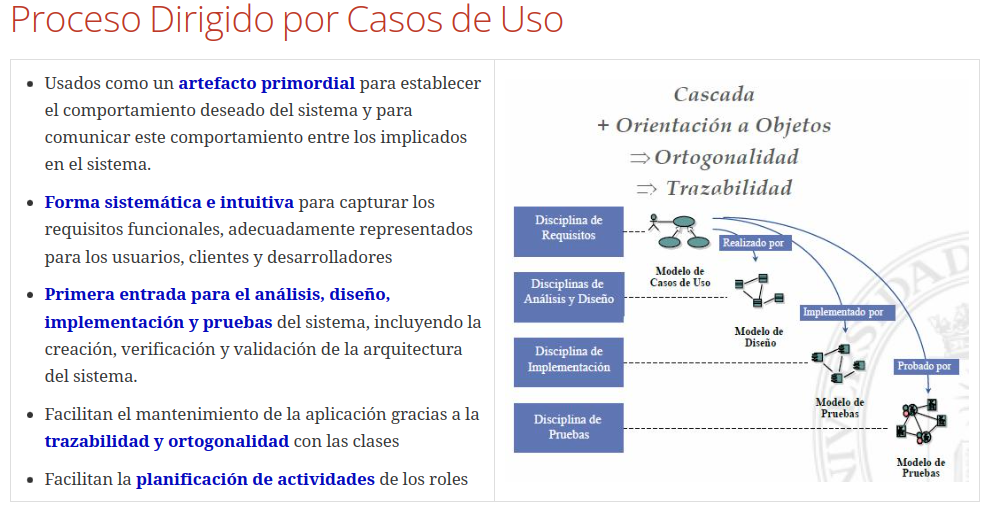 Proceso Dirigido por Casos de Uso
• Usados como un artefacto primordial para establecer
el comportamiento deseado del sistema y para
comunicar este comportamiento entre los implicados
en el sistema.
• Forma sistemática e intuitiva para capturar los
requisitos funcionales, adecuadamente representados
para los usuarios, clientes y desarrolladores
• Primera entrada para el análisis, diseño,
implementación y pruebas del sistema, incluyendo la
creación, verificación y validación de la arquitectura
del sistema.
• Facilitan el mantenimiento de la aplicación gracias a la
trazabilidad y ortogonalidad con las clases
• Facilitan la planificación de actividades de los roles
Cascada
+ Orientación a Objetos
⇒ Ortogonalidad
⇒ Trazabilidad
Disciplina de
Requisitos
Realizado por
Modelo de
Casos de Uso
Disciplinas de
Análisis y Diseño
Implementado por
Modelo de
Diseño
Disciplina de
Implementación
Probado por
Modelo de
Pruebas
Disciplina de
Pruebas
Modelo de
Pruebas
UNIVERSIDAD